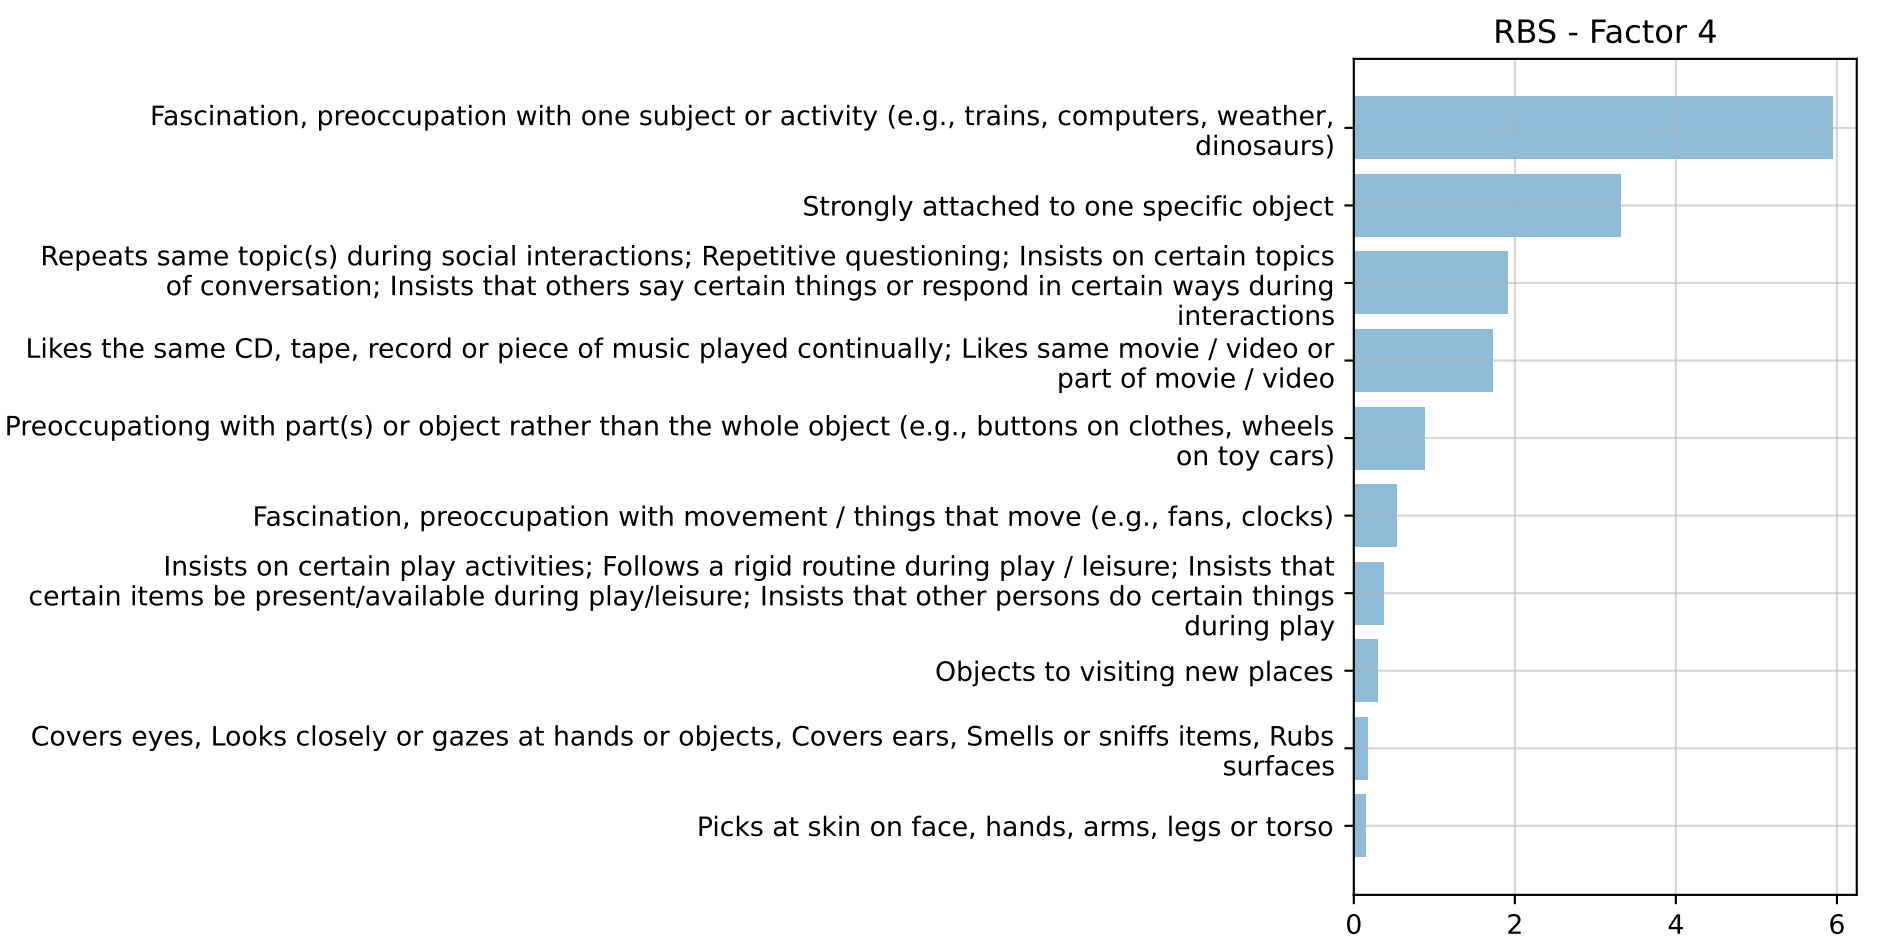 RBS - Factor 4
Fascination, preoccupation with one subject or activity (e.g., trains, computers, weather,
dinosaurs)
Strongly attached to one specific object
Repeats same topic(s) during social interactions; Repetitive questioning; Insists on certain topics
of conversation; Insists that others say certain things or respond in certain ways during
interactions
Likes the same CD, tape, record or piece of music played continually; Likes same movie / video or
part of movie / video
Preoccupationg with part(s) or object rather than the whole object (e.g., buttons on clothes, wheels
on toy cars)
Fascination, preoccupation with movement / things that move (e.g., fans, clocks)
Insists on certain play activities; Follows a rigid routine during play / leisure; Insists that
certain items be present/available during play/leisure; Insists that other persons do certain things
during play
Objects to visiting new places
Covers eyes, Looks closely or gazes at hands or objects, Covers ears, Smells or sniffs items, Rubs
surfaces
Picks at skin on face, hands, arms, legs or torso
0 2 4 6